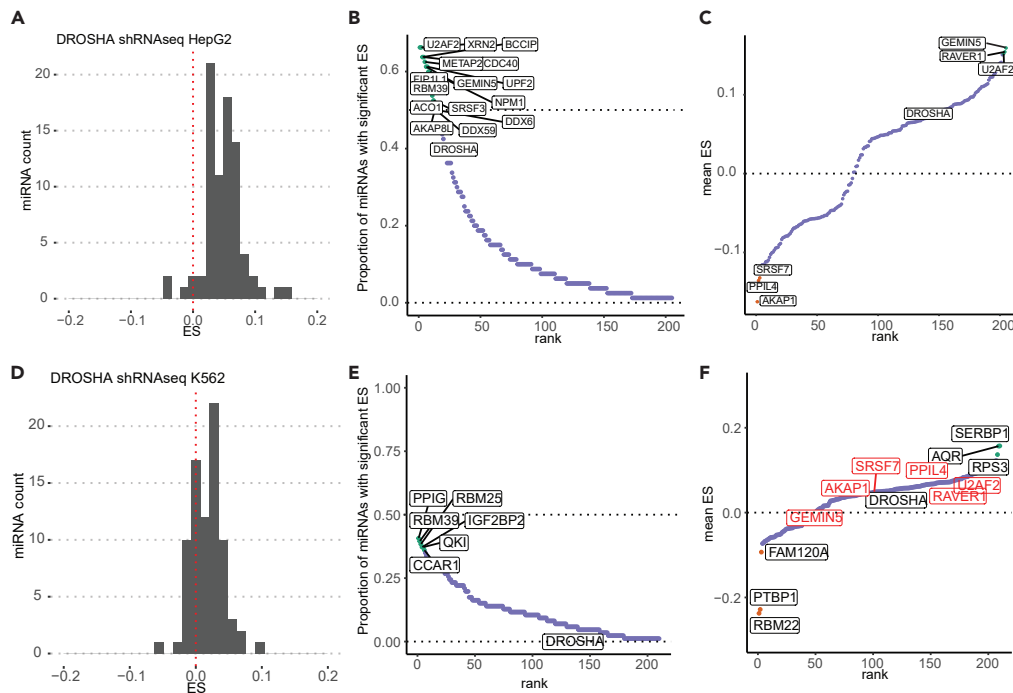 A
DROSHA shRNAseq HepG2
20
15
10
5
0
miRNA count
−0.2
−0.1
0.0
0.1
0.2
ES
B
U2AF2
XRN2
BCCIP
METAP2
CDC40
FIP1L1
GEMIN5
UPF2
RBM39
NPM1
ACO1
SRSF3
DDX6
AKAP8L
DDX59
DROSHA
0.6
0.4
0.2
0.0
Proportion of miRNAs with significant ES
0
50
100
150
200
rank
C
GEMIN5
RAVER1
U2AF2
DROSHA
SRSF7
PPIL4
AKAP1
0.1
0.0
−0.1
mean ES
0
50
100
150
200
rank
D
DROSHA shRNAseq K562
20
15
10
5
0
miRNA count
−0.2
−0.1
0.0
0.1
0.2
ES
E
1.00
0.75
0.50
0.25
0.00
Proportion of miRNAs with significant ES
PPIG
RBM25
RBM39
IGF2BP2
QKI
CCAR1
DROSHA
0
50
100
150
200
rank
F
0.2
0.0
−0.2
mean ES
SERBP1
AQR
RPS3
SRSF7
PPIL4
U2AF2
AKAP1
DROSHA
RAVER1
GEMIN5
FAM120A
PTBP1
RBM22
0
50
100
150
200
rank